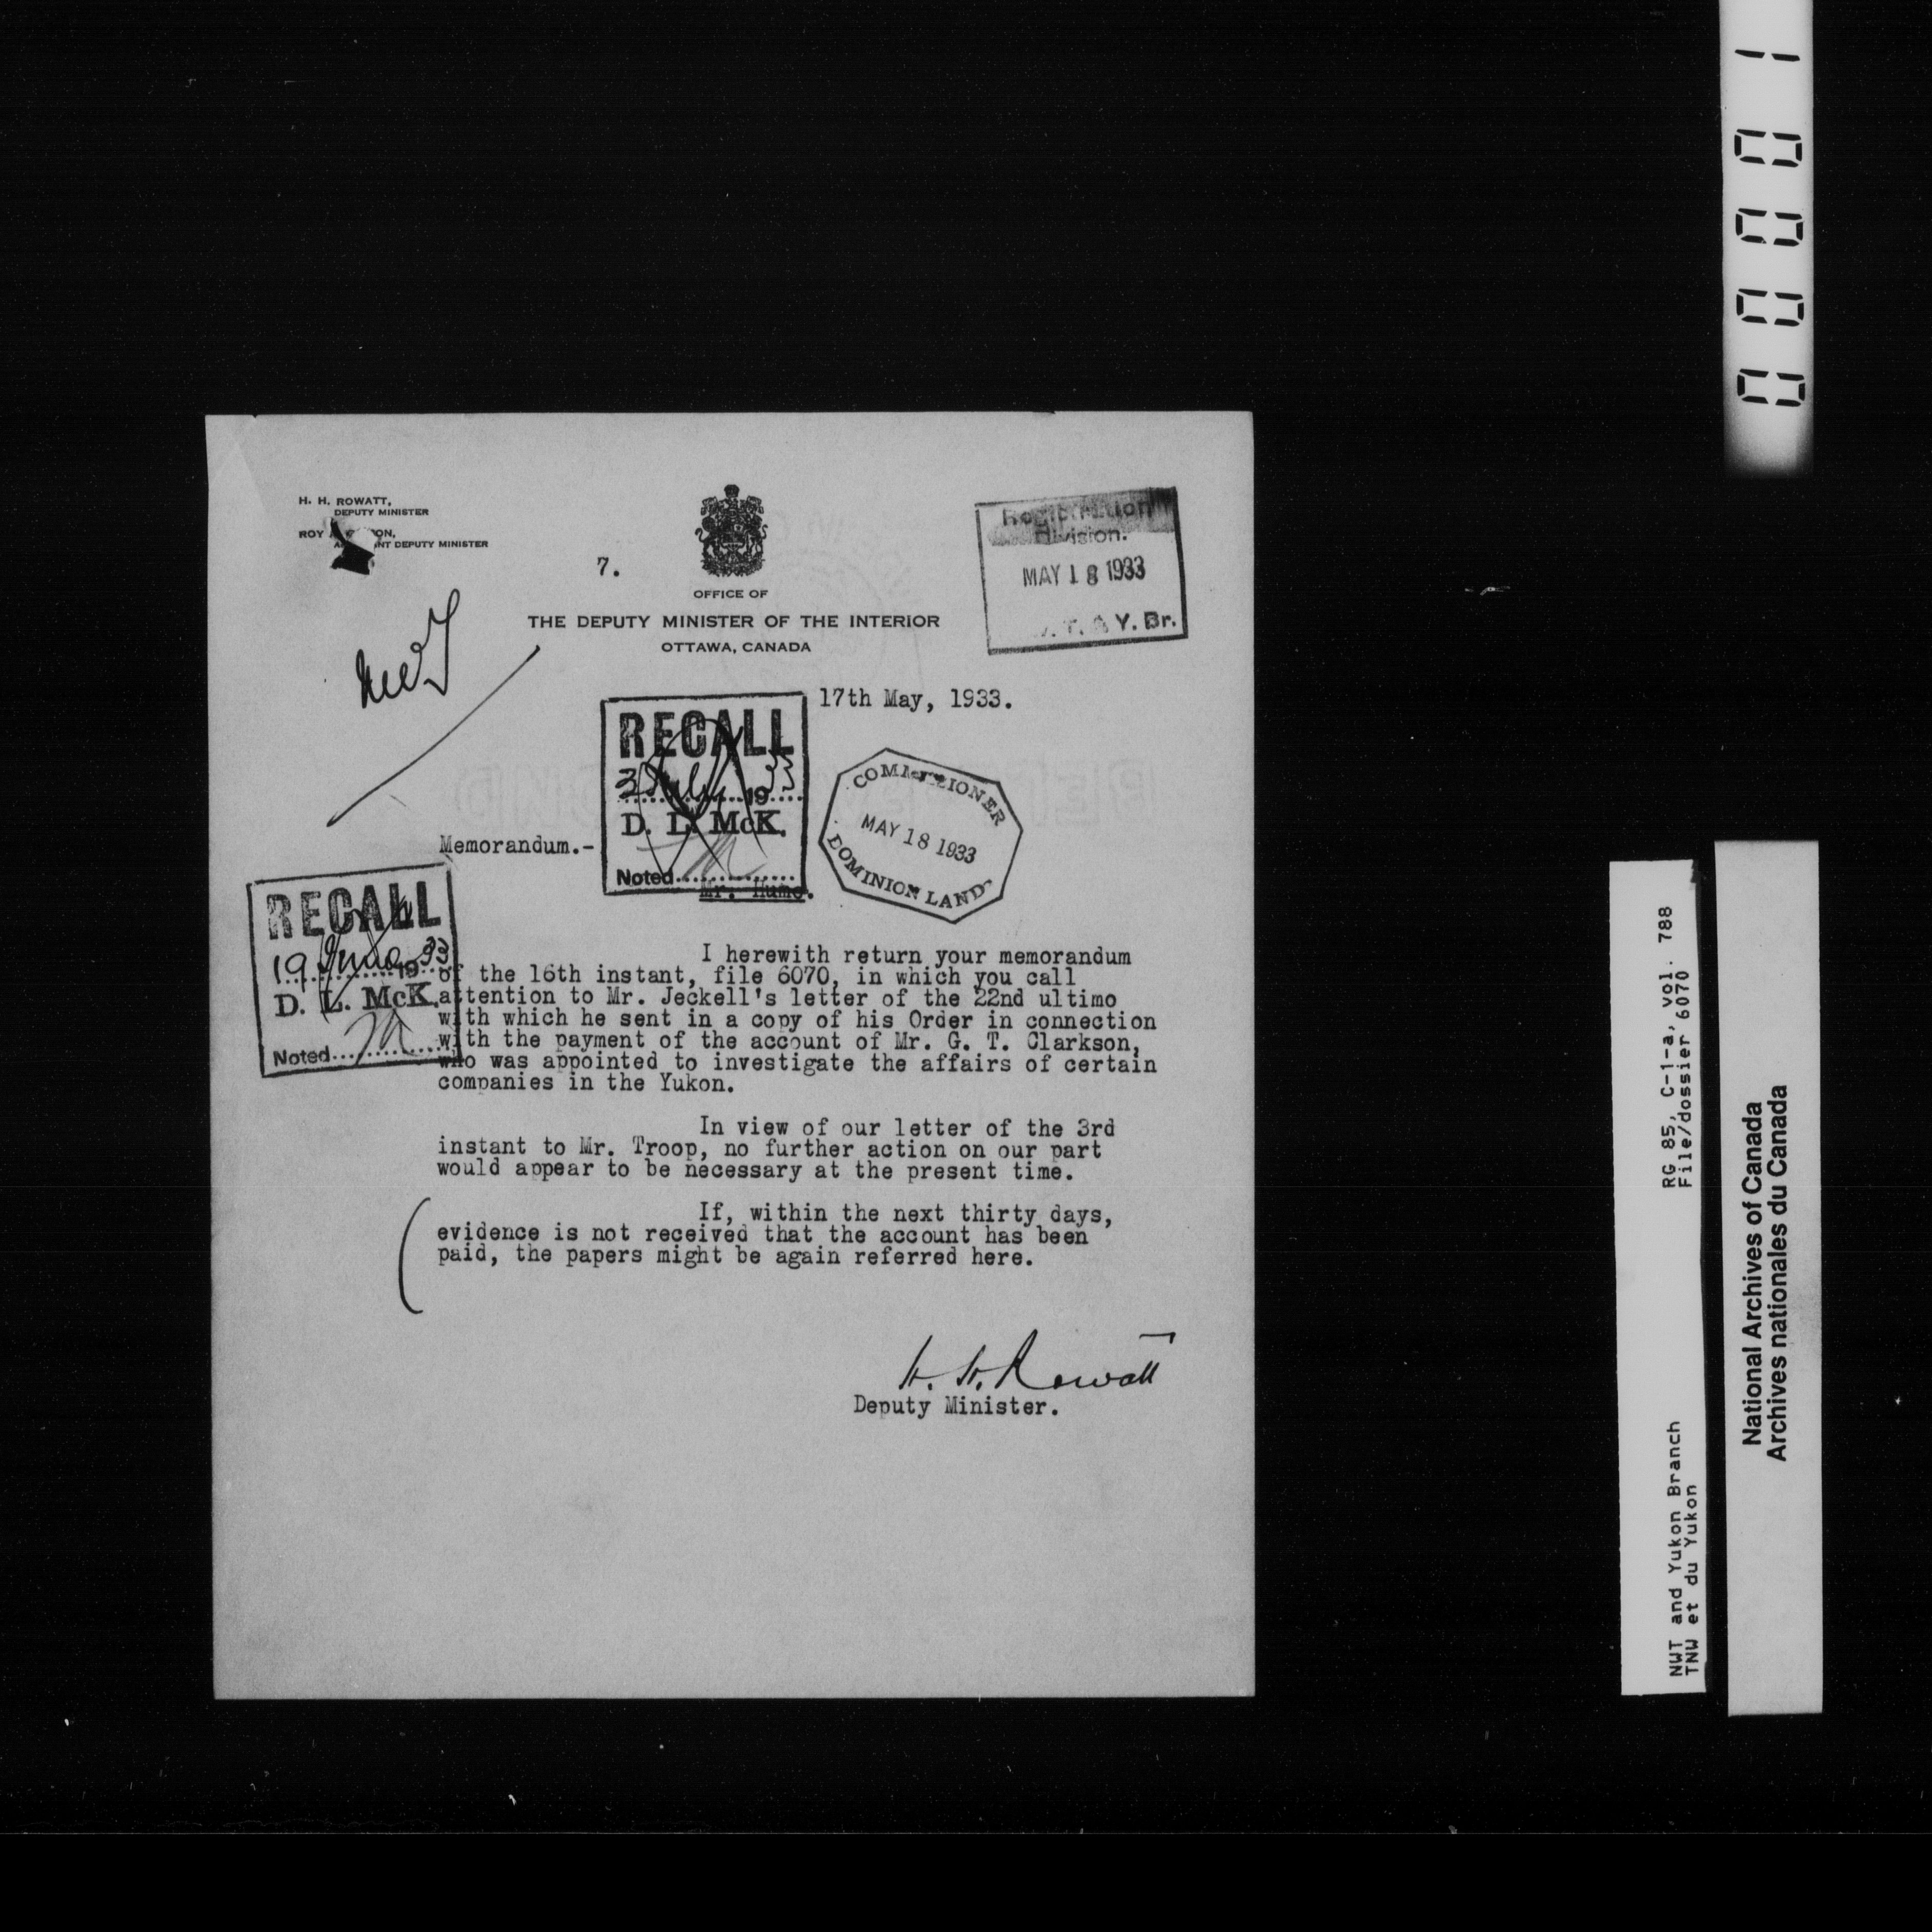 H. H. ROWATT,
DEPUTY MINISTER
ROY
DEPUTY MINISTER
7.
OFFICE OF
THE DEPUTY MINISTER OF THE INTERIOR
OTTAWA, CANADA
Registration
Division.
MAY 18 1933
Y. Br.
17th May, 1933.
RECALL
19
D. L. McK.
Noted
COMMISSIONER
MAY 18 1933
DOMINION LANDS
Memorandum.-
Mr. Hume.
RECALL
19 June 1933
D. L. McK.
Noted
I herewith return your memorandum
of the 16th instant, file 6070, in which you call
attention to Mr. Jeckell's letter of the 22nd ultimo
with which he sent in a copy of his Order in connection
with the payment of the account of Mr. G. T. Clarkson,
who was appointed to investigate the affairs of certain
companies in the Yukon.
In view of our letter of the 3rd
instant to Mr. Troop, no further action on our part
would appear to be necessary at the present time.
If, within the next thirty days,
evidence is not received that the account has been
paid, the papers might be again referred here.
H. H. Rowatt
Deputy Minister.
00001
RG 85, C-1-a, vol. 788
File/dossier 6070
NWT and Yukon Branch
TNW et du Yukon
National Archives of Canada
Archives nationales du Canada